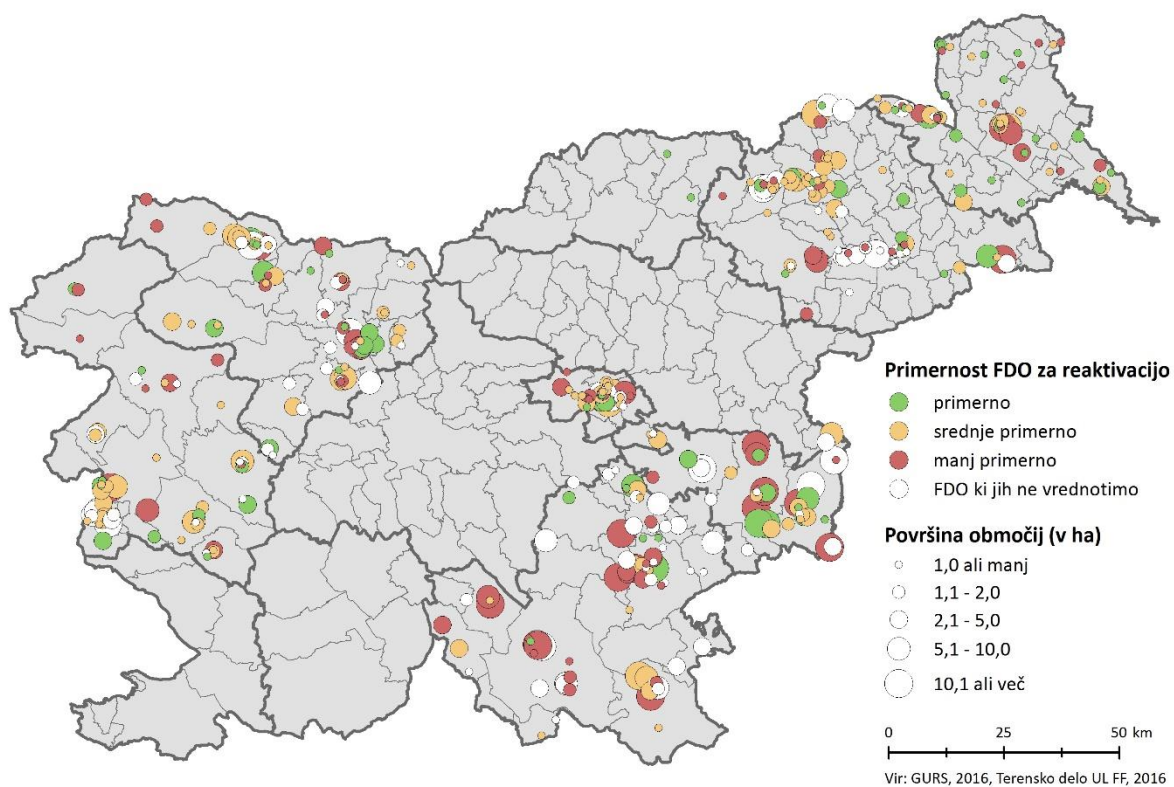 Primernost FDO za reaktivacijo
primerno
srednje primerno
manj primerno
FDO ki jih ne vrednotimo
Površina območij (v ha)
1,0 ali manj
1,1 - 2,0
2,1 - 5,0
5,1 - 10,0
10,1 ali več
0 25 50 km
Vir: GURS, 2016, Terensko delo UL FF, 2016